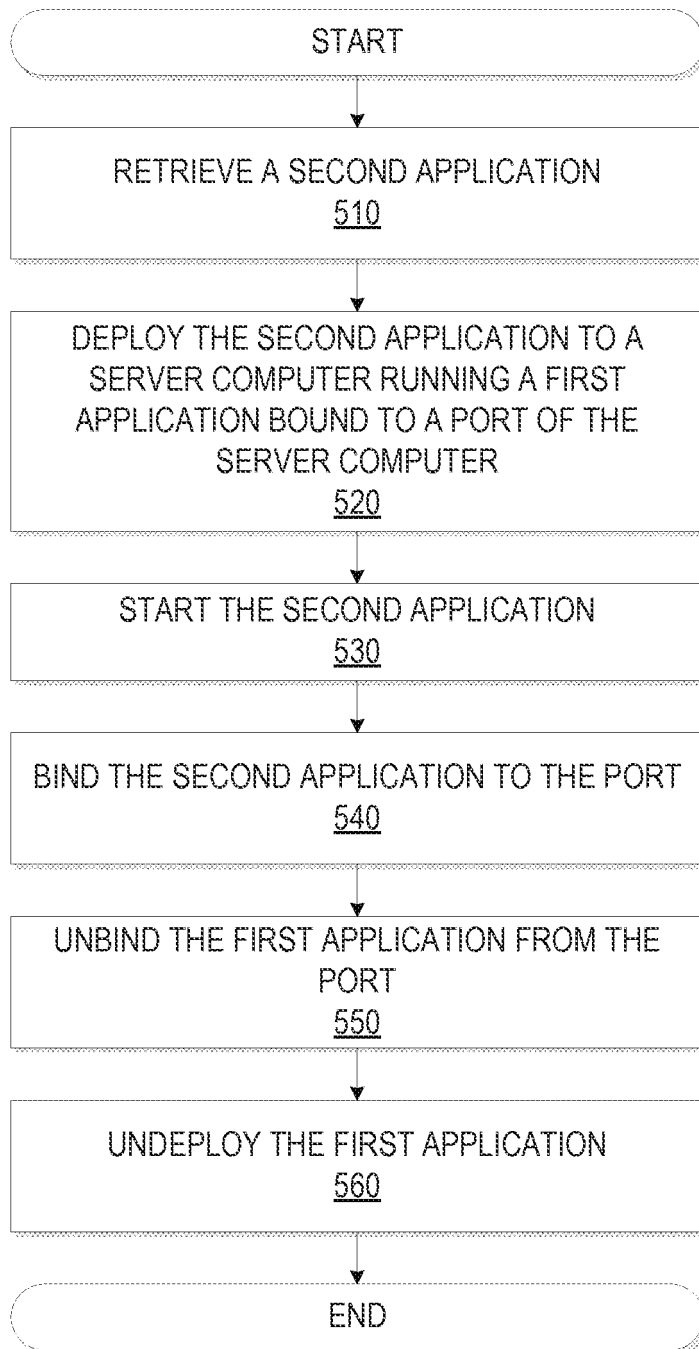 START
RETRIEVE A SECOND APPLICATION
510
DEPLOY THE SECOND APPLICATION TO A
SERVER COMPUTER RUNNING A FIRST
APPLICATION BOUND TO A PORT OF THE
SERVER COMPUTER
520
START THE SECOND APPLICATION
530
BIND THE SECOND APPLICATION TO THE PORT
540
UNBIND THE FIRST APPLICATION FROM THE
PORT
550
UNDEPLOY THE FIRST APPLICATION
560
END